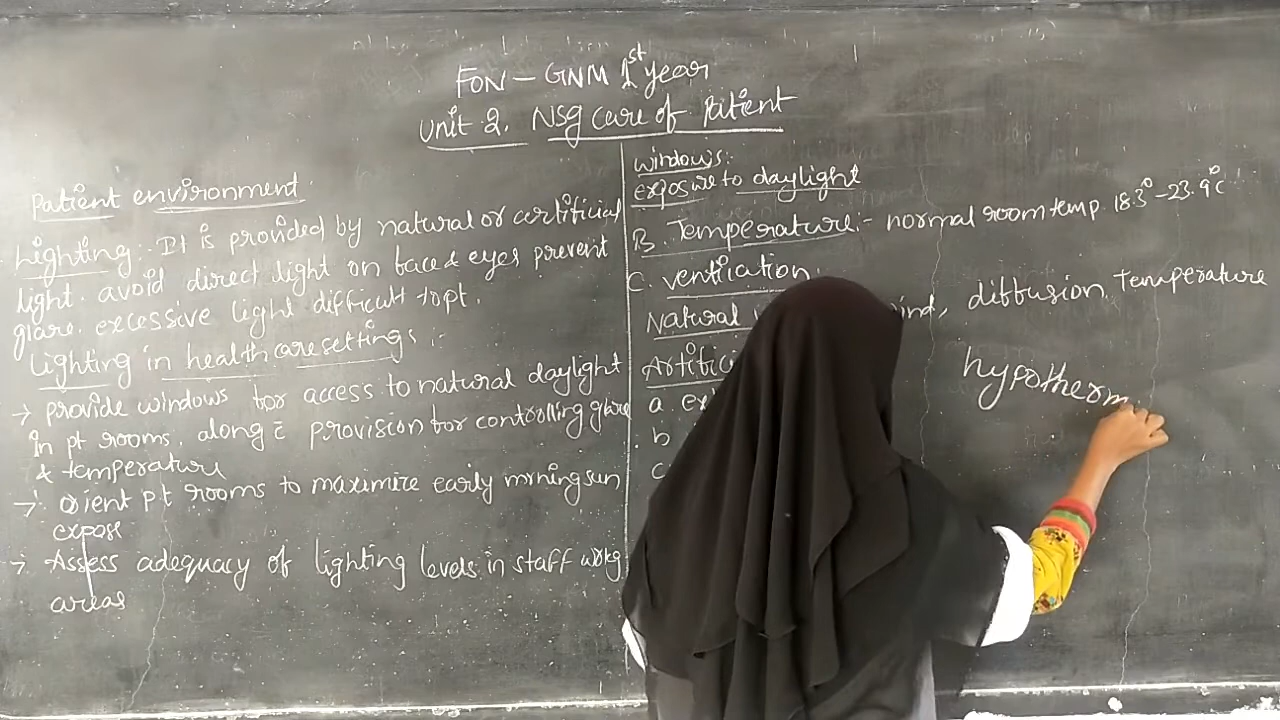 FON - GNM 1st year
Unit 2. NSg care of patient
Patient environment
Lighting:- It is provided by natural or artificial
light. avoid direct light on face & eyes prevent
glare. excessive light difficult to pt.
Lighting in health care settings :-
→ provide windows for access to natural daylight
in pt rooms, along c̄ provision for controlling glare
& temperature
→ orient pt rooms to maximize early mrning sun
expose
→ Assess adequacy of lighting levels in staff wrkg
areas
windows:
exposure to daylight
B. Temperature:- normal room temp. 18.3° - 23.9°c
C. ventilation
Natural ind, diffusion, Temperature
Artific
a. ex
b
c
hypotherm